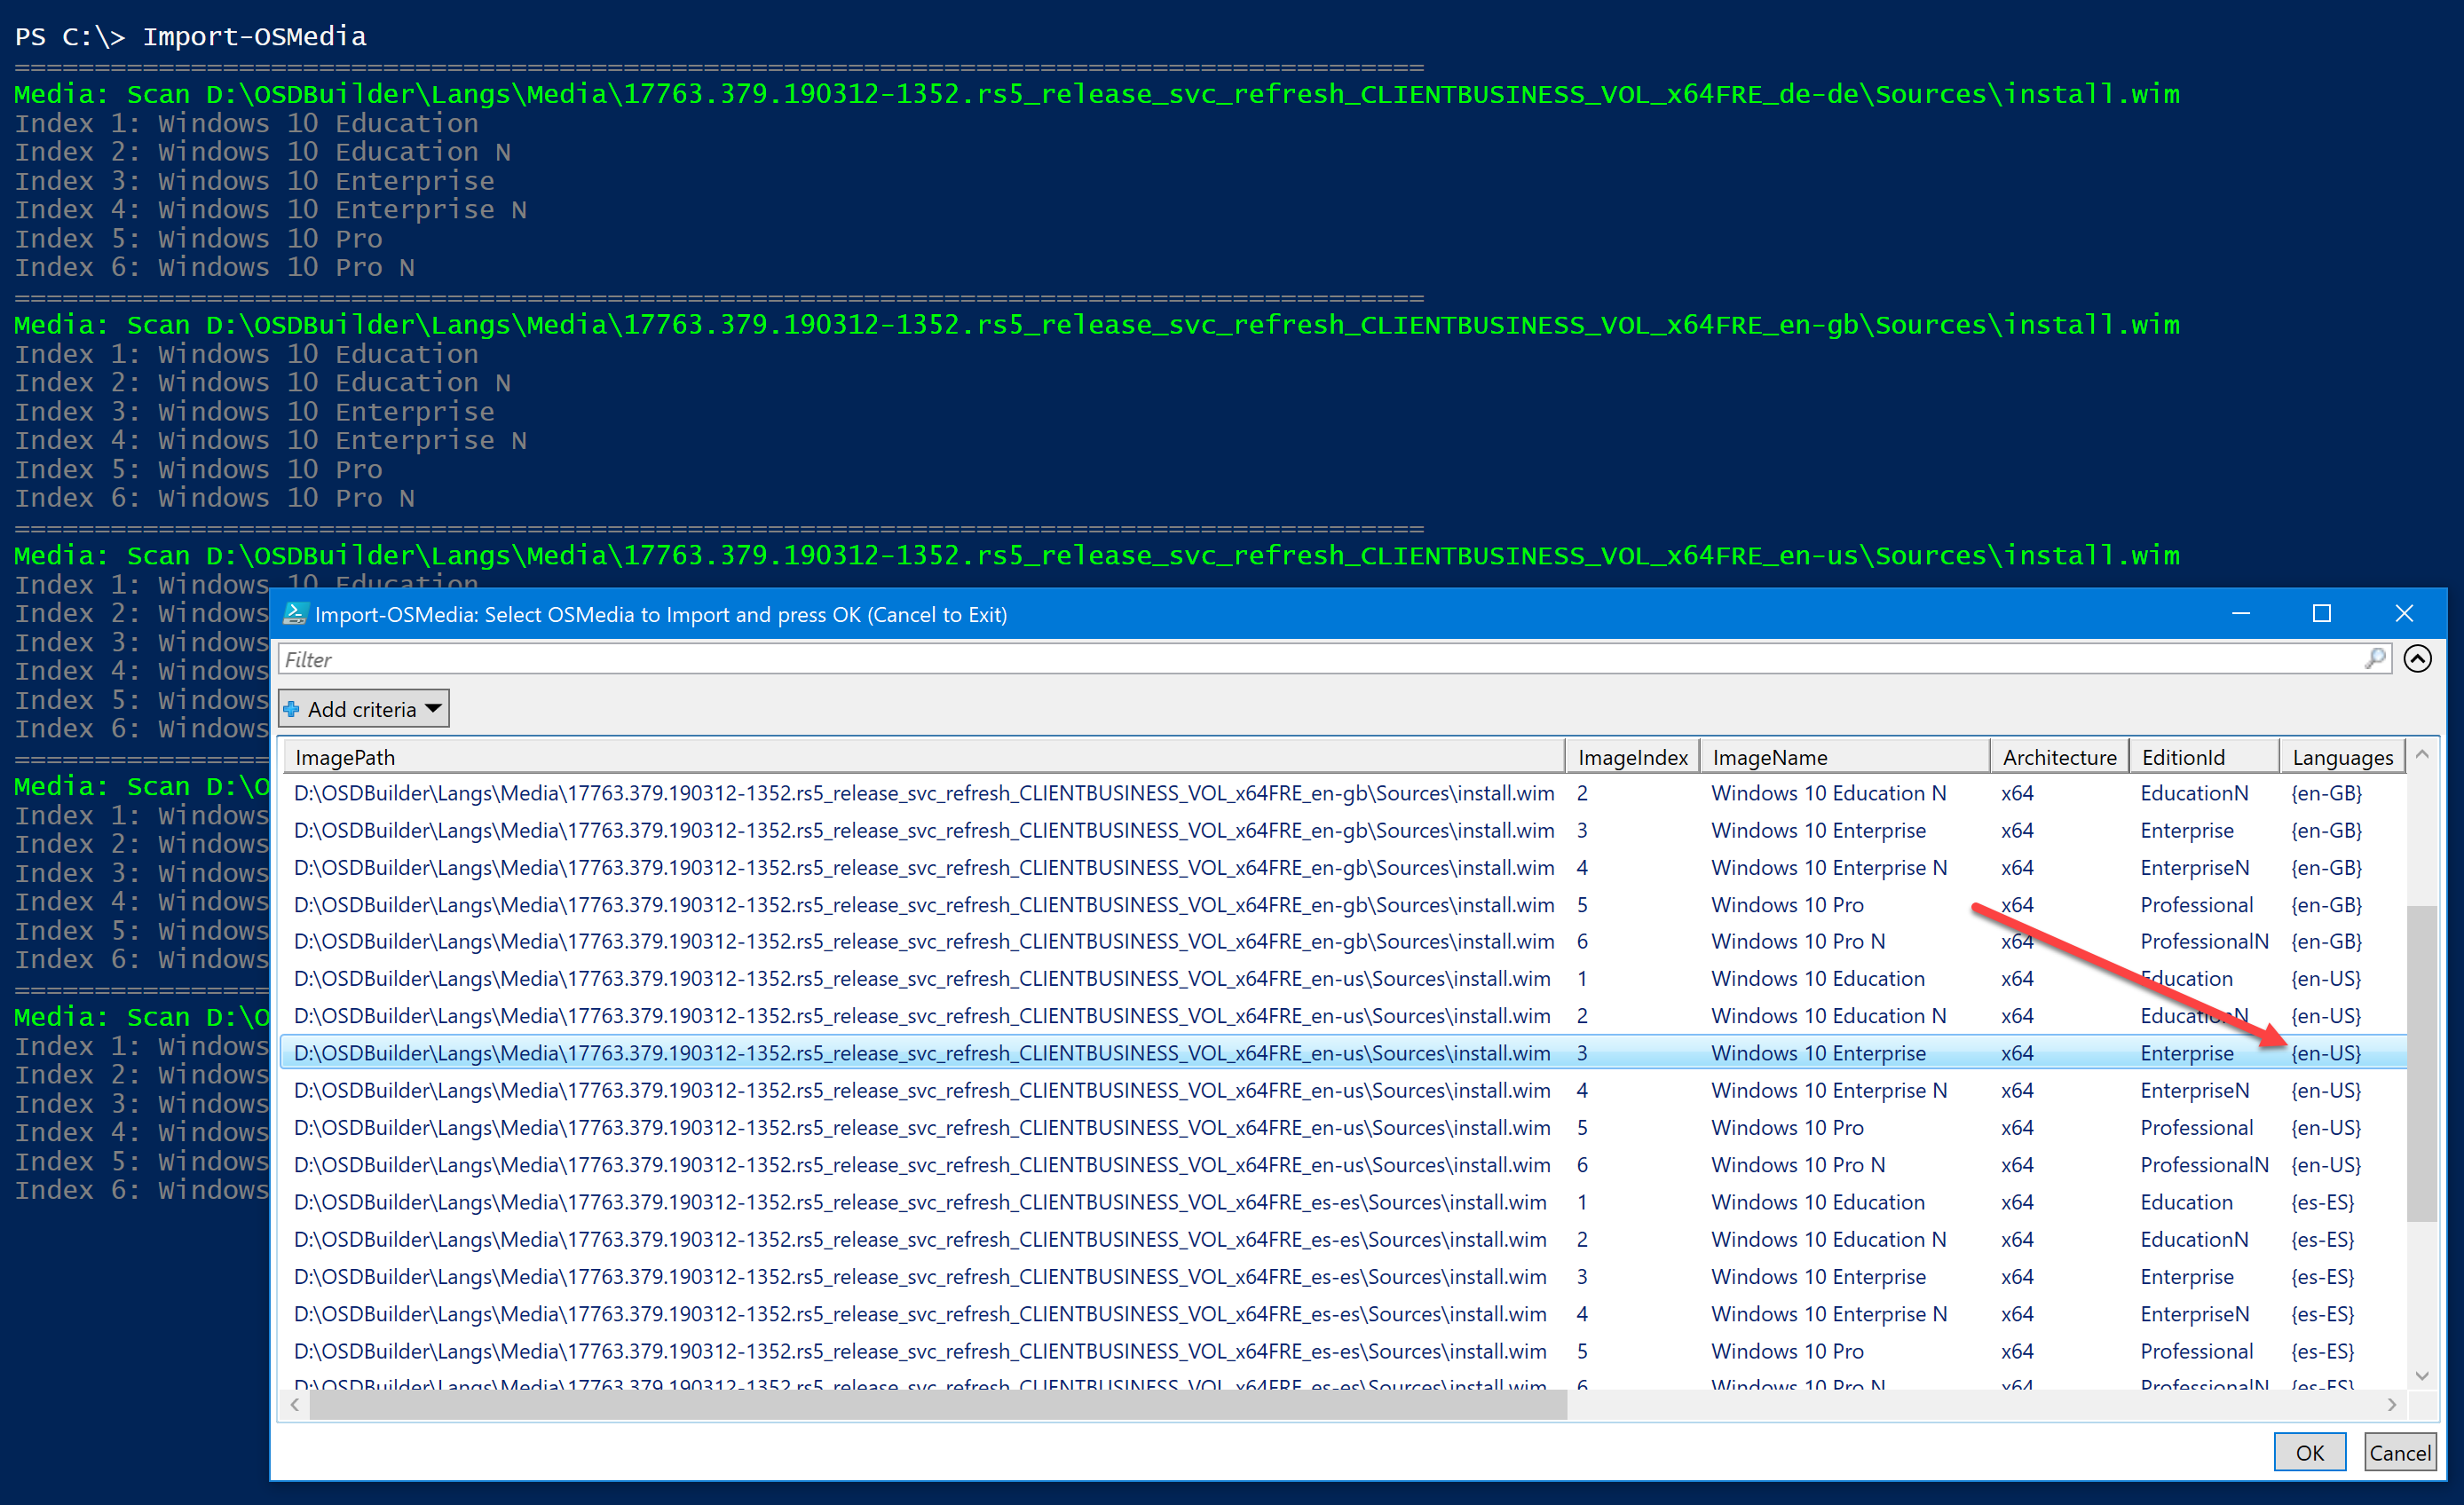 PS C:\> Import-OSMedia
========================================================================================
Media: Scan D:\OSDBuilder\Langs\Media\17763.379.190312-1352.rs5_release_svc_refresh_CLIENTBUSINESS_VOL_x64FRE_de-de\Sources\install.wim
Index 1: Windows 10 Education
Index 2: Windows 10 Education N
Index 3: Windows 10 Enterprise
Index 4: Windows 10 Enterprise N
Index 5: Windows 10 Pro
Index 6: Windows 10 Pro N
========================================================================================
Media: Scan D:\OSDBuilder\Langs\Media\17763.379.190312-1352.rs5_release_svc_refresh_CLIENTBUSINESS_VOL_x64FRE_en-gb\Sources\install.wim
Index 1: Windows 10 Education
Index 2: Windows 10 Education N
Index 3: Windows 10 Enterprise
Index 4: Windows 10 Enterprise N
Index 5: Windows 10 Pro
Index 6: Windows 10 Pro N
========================================================================================
Media: Scan D:\OSDBuilder\Langs\Media\17763.379.190312-1352.rs5_release_svc_refresh_CLIENTBUSINESS_VOL_x64FRE_en-us\Sources\install.wim
Index 1: Windows 10 Education
Index 2: Windows
Index 3: Windows
Index 4: Windows
Index 5: Windows
Index 6: Windows
================
Media: Scan D:\O
Index 1: Windows
Index 2: Windows
Index 3: Windows
Index 4: Windows
Index 5: Windows
Index 6: Windows
================
Media: Scan D:\O
Index 1: Windows
Index 2: Windows
Index 3: Windows
Index 4: Windows
Index 5: Windows
Index 6: Windows
Import-OSMedia: Select OSMedia to Import and press OK (Cancel to Exit)
Filter
Add criteria
ImagePath ImageIndex ImageName Architecture EditionId Languages
D:\OSDBuilder\Langs\Media\17763.379.190312-1352.rs5_release_svc_refresh_CLIENTBUSINESS_VOL_x64FRE_en-gb\Sources\install.wim 2 Windows 10 Education N x64 EducationN {en-GB}
D:\OSDBuilder\Langs\Media\17763.379.190312-1352.rs5_release_svc_refresh_CLIENTBUSINESS_VOL_x64FRE_en-gb\Sources\install.wim 3 Windows 10 Enterprise x64 Enterprise {en-GB}
D:\OSDBuilder\Langs\Media\17763.379.190312-1352.rs5_release_svc_refresh_CLIENTBUSINESS_VOL_x64FRE_en-gb\Sources\install.wim 4 Windows 10 Enterprise N x64 EnterpriseN {en-GB}
D:\OSDBuilder\Langs\Media\17763.379.190312-1352.rs5_release_svc_refresh_CLIENTBUSINESS_VOL_x64FRE_en-gb\Sources\install.wim 5 Windows 10 Pro x64 Professional {en-GB}
D:\OSDBuilder\Langs\Media\17763.379.190312-1352.rs5_release_svc_refresh_CLIENTBUSINESS_VOL_x64FRE_en-gb\Sources\install.wim 6 Windows 10 Pro N x64 ProfessionalN {en-GB}
D:\OSDBuilder\Langs\Media\17763.379.190312-1352.rs5_release_svc_refresh_CLIENTBUSINESS_VOL_x64FRE_en-us\Sources\install.wim 1 Windows 10 Education x64 Education {en-US}
D:\OSDBuilder\Langs\Media\17763.379.190312-1352.rs5_release_svc_refresh_CLIENTBUSINESS_VOL_x64FRE_en-us\Sources\install.wim 2 Windows 10 Education N x64 EducationN {en-US}
D:\OSDBuilder\Langs\Media\17763.379.190312-1352.rs5_release_svc_refresh_CLIENTBUSINESS_VOL_x64FRE_en-us\Sources\install.wim 3 Windows 10 Enterprise x64 Enterprise {en-US}
D:\OSDBuilder\Langs\Media\17763.379.190312-1352.rs5_release_svc_refresh_CLIENTBUSINESS_VOL_x64FRE_en-us\Sources\install.wim 4 Windows 10 Enterprise N x64 EnterpriseN {en-US}
D:\OSDBuilder\Langs\Media\17763.379.190312-1352.rs5_release_svc_refresh_CLIENTBUSINESS_VOL_x64FRE_en-us\Sources\install.wim 5 Windows 10 Pro x64 Professional {en-US}
D:\OSDBuilder\Langs\Media\17763.379.190312-1352.rs5_release_svc_refresh_CLIENTBUSINESS_VOL_x64FRE_en-us\Sources\install.wim 6 Windows 10 Pro N x64 ProfessionalN {en-US}
D:\OSDBuilder\Langs\Media\17763.379.190312-1352.rs5_release_svc_refresh_CLIENTBUSINESS_VOL_x64FRE_es-es\Sources\install.wim 1 Windows 10 Education x64 Education {es-ES}
D:\OSDBuilder\Langs\Media\17763.379.190312-1352.rs5_release_svc_refresh_CLIENTBUSINESS_VOL_x64FRE_es-es\Sources\install.wim 2 Windows 10 Education N x64 EducationN {es-ES}
D:\OSDBuilder\Langs\Media\17763.379.190312-1352.rs5_release_svc_refresh_CLIENTBUSINESS_VOL_x64FRE_es-es\Sources\install.wim 3 Windows 10 Enterprise x64 Enterprise {es-ES}
D:\OSDBuilder\Langs\Media\17763.379.190312-1352.rs5_release_svc_refresh_CLIENTBUSINESS_VOL_x64FRE_es-es\Sources\install.wim 4 Windows 10 Enterprise N x64 EnterpriseN {es-ES}
D:\OSDBuilder\Langs\Media\17763.379.190312-1352.rs5_release_svc_refresh_CLIENTBUSINESS_VOL_x64FRE_es-es\Sources\install.wim 5 Windows 10 Pro x64 Professional {es-ES}
D:\OSDBuilder\Langs\Media\17763.379.190312-1352.rs5_release_svc_refresh_CLIENTBUSINESS_VOL_x64FRE_es-es\Sources\install.wim 6 Windows 10 Pro N x64 ProfessionalN {es-ES}
OK Cancel